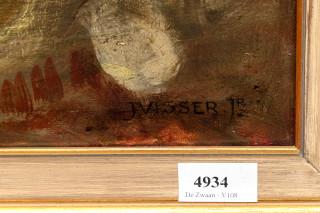 J.VISSER.JR
4934
De Zwaan - V108